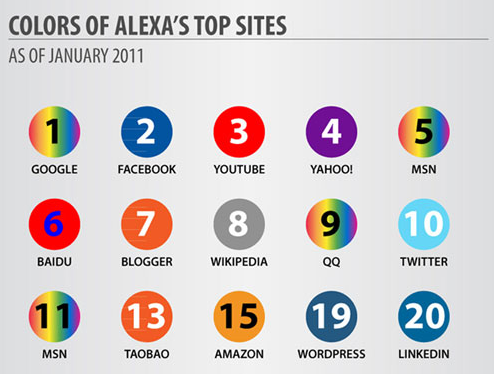 COLORS OF ALEXA'S TOP SITES
AS OF JANUARY 2011
1 2 3 4 5
GOOGLE FACEBOOK YOUTUBE YAHOO! MSN
6 7 8 9 10
BAIDU BLOGGER WIKIPEDIA QQ TWITTER
11 13 15 19 20
MSN TAOBAO AMAZON WORDPRESS LINKEDIN